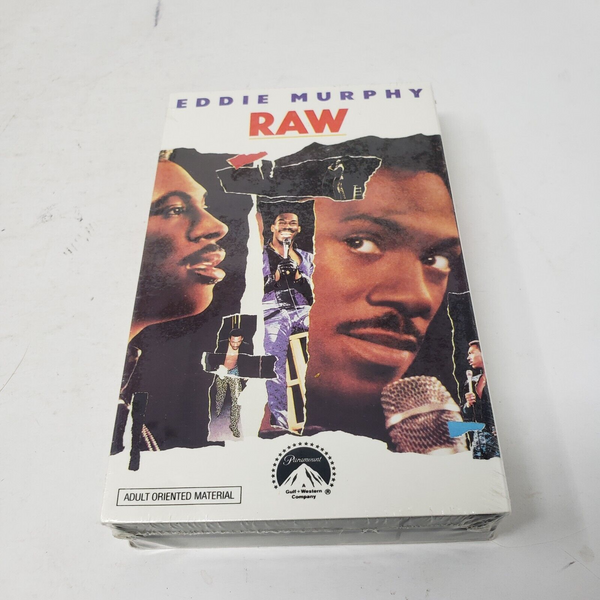 EDDIE MURPHY
RAW
Paramount
Gulf+Western
Company
®
ADULT ORIENTED MATERIAL